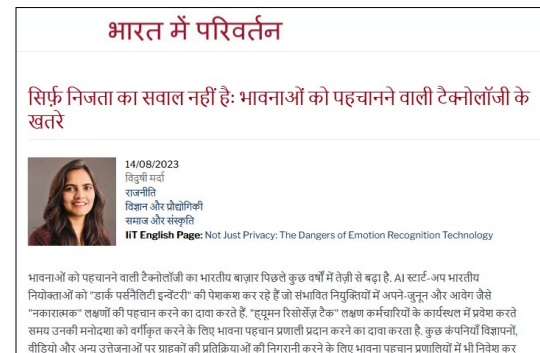 भारत में परिवर्तन
सिर्फ़ निजता का सवाल नहीं हैः भावनाओं को पहचानने वाली टैक्नोलॉजी के
खतरे
14/08/2023
विदुषी मर्दा
राजनीति
विज्ञान और प्रौद्योगिकी
समाज और संस्कृति
IiT English Page: Not Just Privacy: The Dangers of Emotion Recognition Technology
भावनाओं को पहचानने वाली टैक्नोलॉजी का भारतीय बाज़ार पिछले कुछ वर्षों में तेज़ी से बढ़ा है. AI स्टार्ट-अप भारतीय
नियोक्ताओं को "डार्क पर्सनैलिटी इन्वेंटरी" की पेशकश कर रहे हैं जो संभावित नियुक्तियों में अपने-जुनून और आवेग जैसे
"नकारात्मक" लक्षणों की पहचान करने का दावा करते हैं. "ह्यूमन रिसोर्सेज़ टैक" लक्षण कर्मचारियों के कार्यस्थल में प्रवेश करते
समय उनकी मनोदशा को वर्गीकृत करने के लिए भावना पहचान प्रणाली प्रदान करने का दावा करता है. कुछ कंपनियाँ विज्ञापनों,
वीडियो और अन्य उत्तेजनाओं पर ग्राहकों की प्रतिक्रियाओं की निगरानी करने के लिए भावना पहचान प्रणालियों में भी निवेश कर